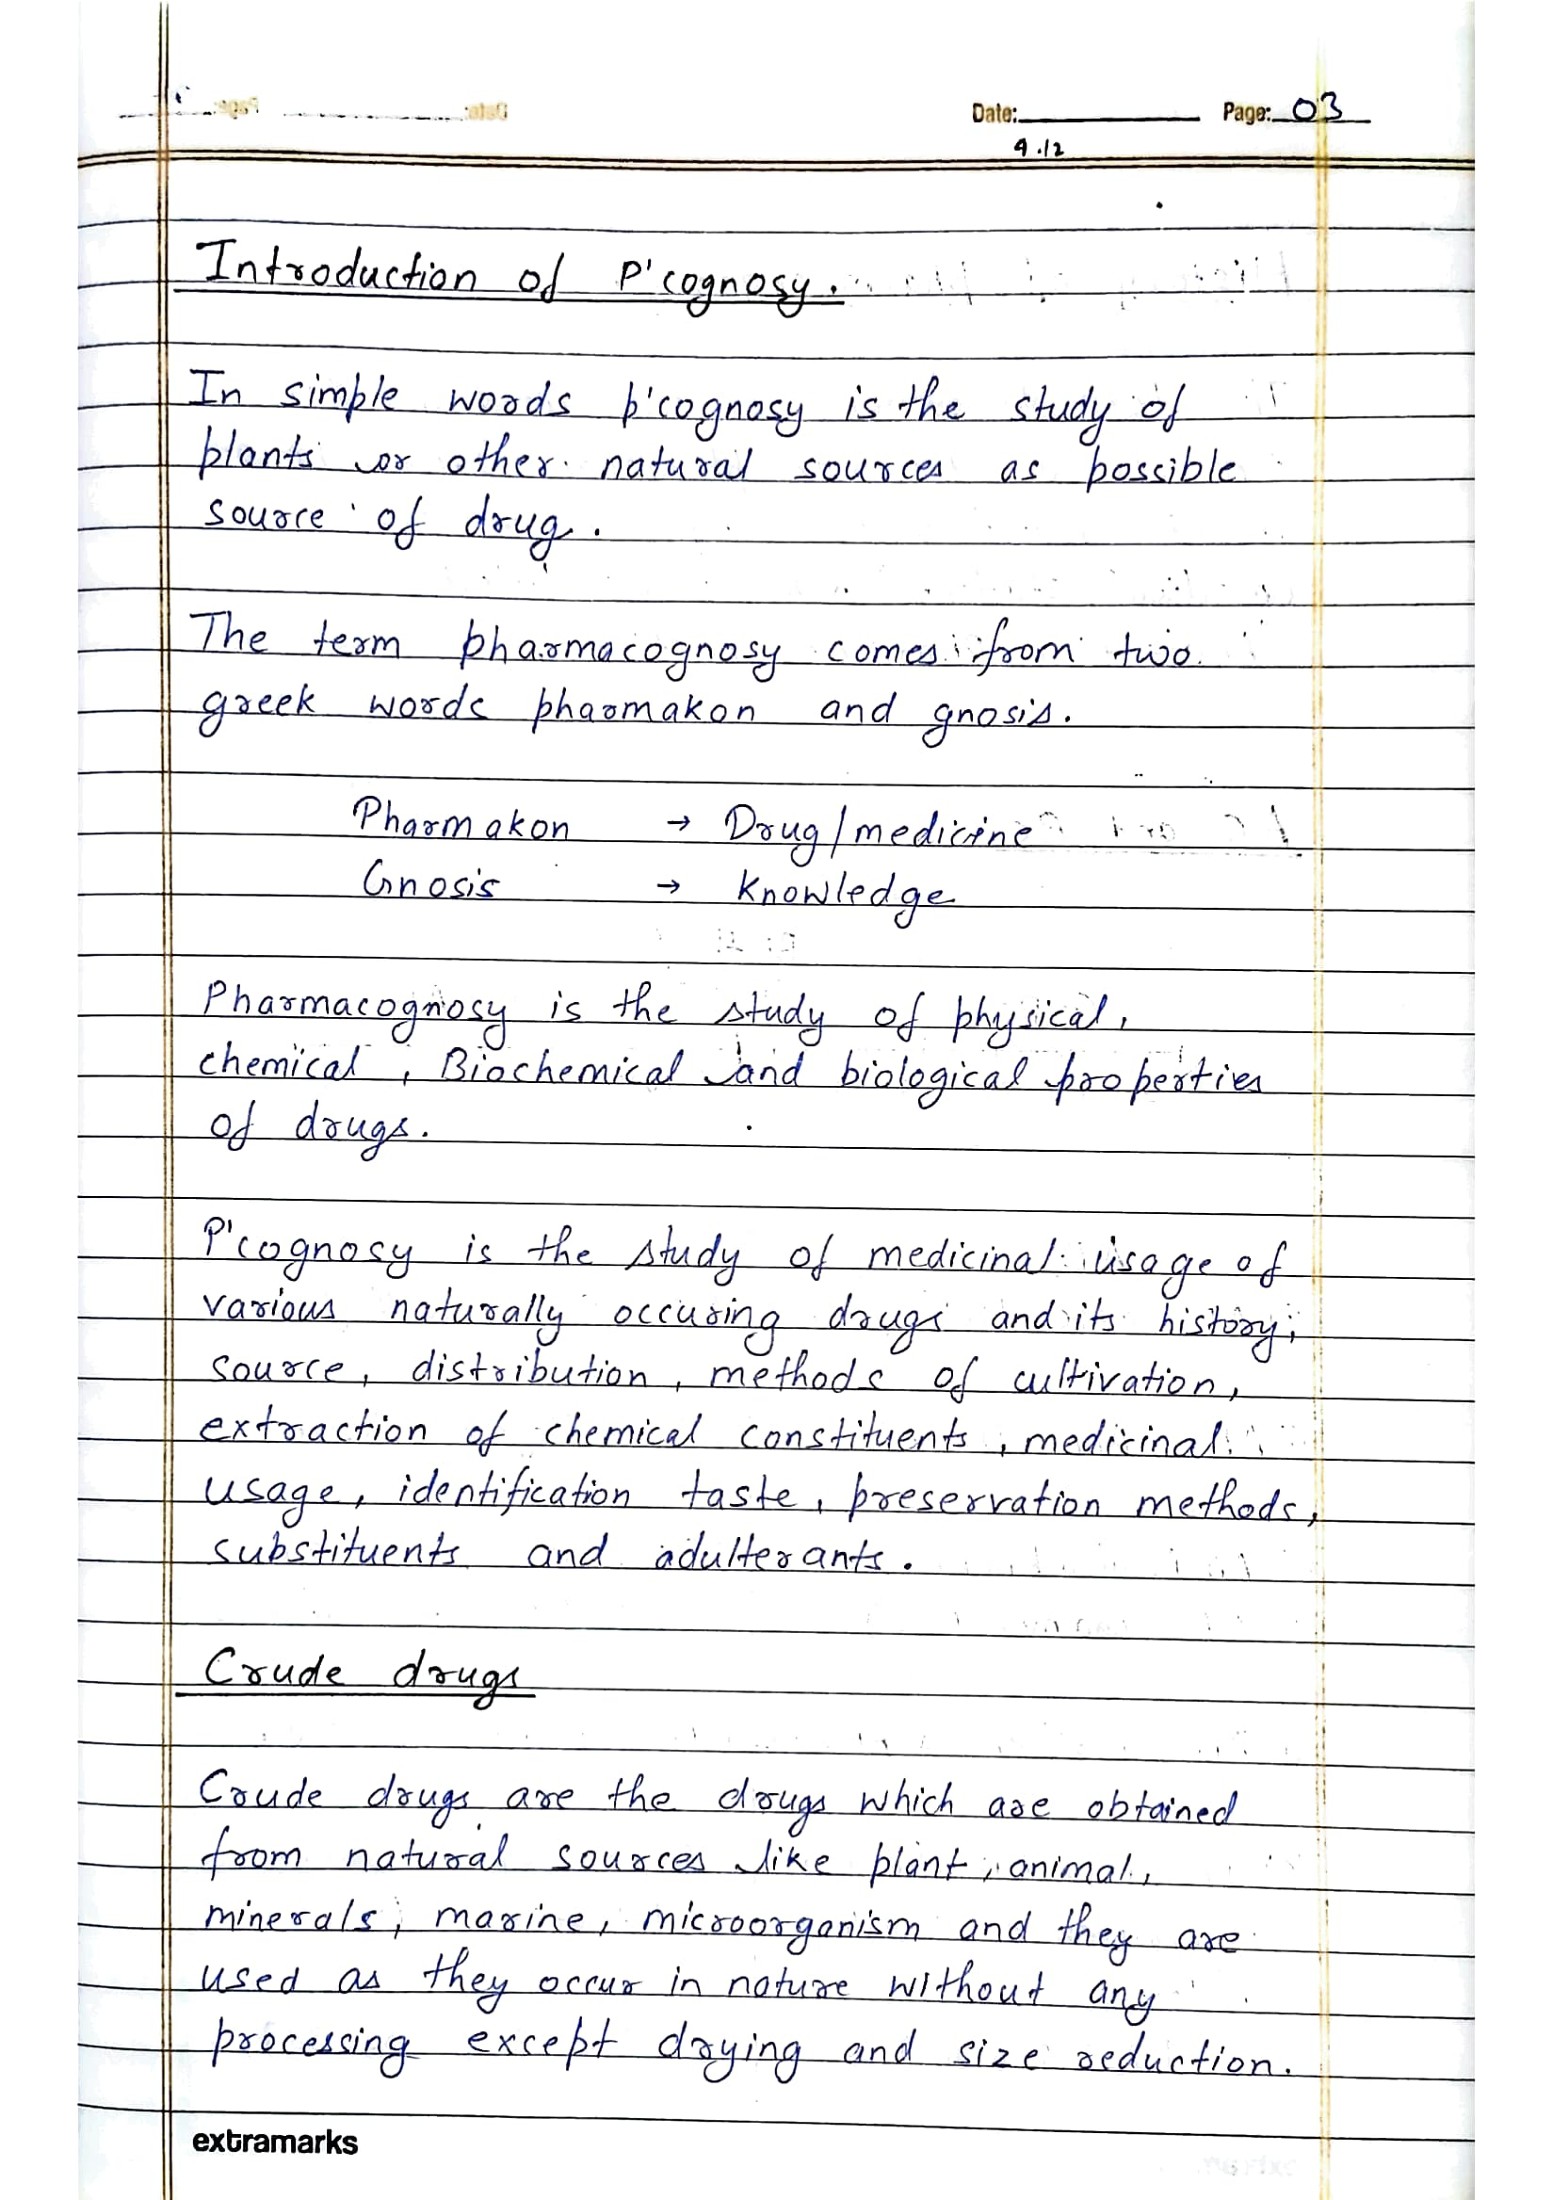 Date: Page: 03
9.12
Introduction of P'cognosy.
In simple words p'cognosy is the study of
plants or other natural sources as possible
source of drug.
The term pharmacognosy comes from two
greek words pharmakon and gnosis.
Pharmakon → Drug/medicine
Gnosis → Knowledge
Pharmacognosy is the study of physical,
chemical, Biochemical and biological properties
of drugs.
P'cognosy is the study of medicinal usage of
various naturally occuring drugs and its history,
source, distribution, methods of cultivation,
extraction of chemical constituents, medicinal
usage, identification taste, preservation methods,
substituents and adulterants.
Crude drugs
Crude drugs are the drugs which are obtained
from natural sources like plant, animal,
minerals, marine, microorganism and they are
used as they occur in nature without any
processing except drying and size reduction.
extramarks